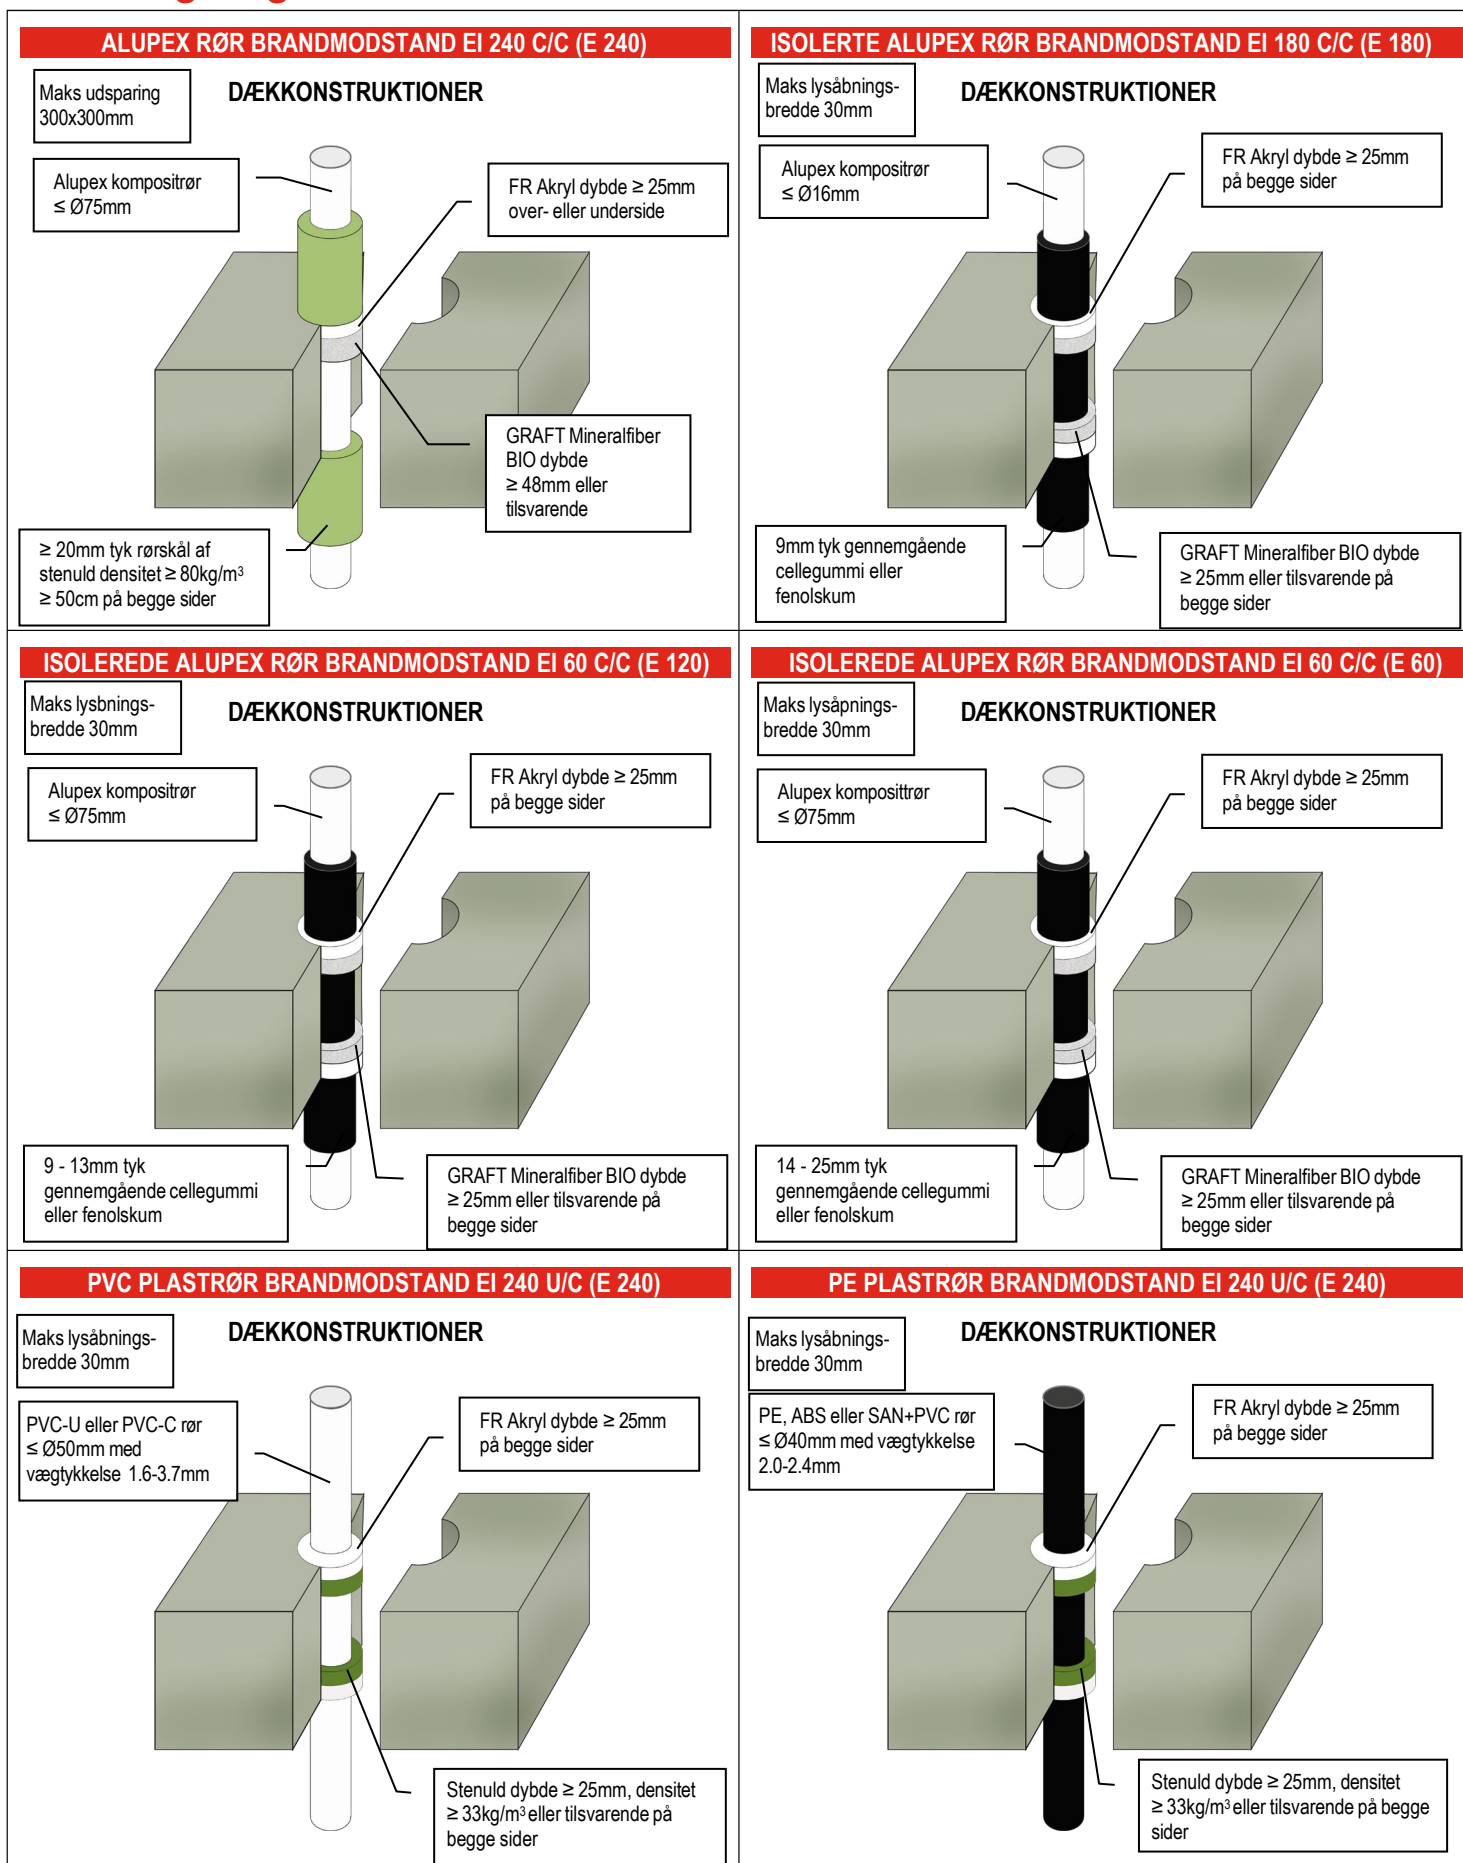 ALUPEX RØR BRANDMODSTAND EI 240 C/C (E 240)
Maks udsparing
300x300mm
DÆKKONSTRUKTIONER
Alupex kompositrør
≤ Ø75mm
FR Akryl dybde ≥ 25mm
over- eller underside
GRAFT Mineralfiber
BIO dybde
≥ 48mm eller
tilsvarende
≥ 20mm tyk rørskål af
stenuld densitet ≥ 80kg/m³
≥ 50cm på begge sider
ISOLERTE ALUPEX RØR BRANDMODSTAND EI 180 C/C (E 180)
Maks lysåbnings-
bredde 30mm
DÆKKONSTRUKTIONER
Alupex kompositrør
≤ Ø16mm
FR Akryl dybde ≥ 25mm
på begge sider
9mm tyk gennemgående
cellegummi eller
fenolskum
GRAFT Mineralfiber BIO dybde
≥ 25mm eller tilsvarende på
begge sider
ISOLEREDE ALUPEX RØR BRANDMODSTAND EI 60 C/C (E 120)
Maks lysbnings-
bredde 30mm
DÆKKONSTRUKTIONER
Alupex kompositrør
≤ Ø75mm
FR Akryl dybde ≥ 25mm
på begge sider
9 - 13mm tyk
gennemgående cellegummi
eller fenolskum
GRAFT Mineralfiber BIO dybde
≥ 25mm eller tilsvarende på
begge sider
ISOLEREDE ALUPEX RØR BRANDMODSTAND EI 60 C/C (E 60)
Maks lysåpnings-
bredde 30mm
DÆKKONSTRUKTIONER
Alupex komposittrør
≤ Ø75mm
FR Akryl dybde ≥ 25mm
på begge sider
14 - 25mm tyk
gennemgående cellegummi
eller fenolskum
GRAFT Mineralfiber BIO dybde
≥ 25mm eller tilsvarende på
begge sider
PVC PLASTRØR BRANDMODSTAND EI 240 U/C (E 240)
Maks lysåbnings-
bredde 30mm
DÆKKONSTRUKTIONER
PVC-U eller PVC-C rør
≤ Ø50mm med
vægtykkelse 1.6-3.7mm
FR Akryl dybde ≥ 25mm
på begge sider
Stenuld dybde ≥ 25mm, densitet
≥ 33kg/m³ eller tilsvarende på
begge sider
PE PLASTRØR BRANDMODSTAND EI 240 U/C (E 240)
Maks lysåbnings-
bredde 30mm
DÆKKONSTRUKTIONER
PE, ABS eller SAN+PVC rør
≤ Ø40mm med vægtykkelse
2.0-2.4mm
FR Akryl dybde ≥ 25mm
på begge sider
Stenuld dybde ≥ 25mm, densitet
≥ 33kg/m³ eller tilsvarende på begge
sider